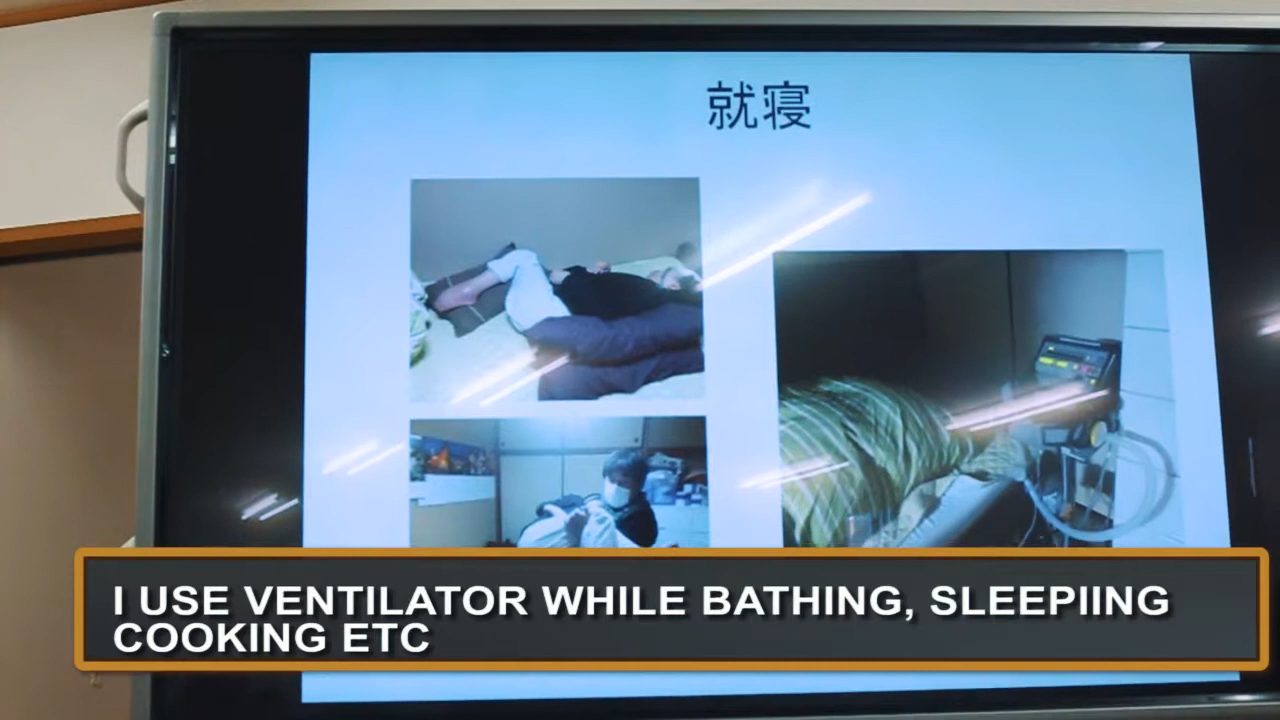 就寝
I USE VENTILATOR WHILE BATHING, SLEEPIING
COOKING ETC